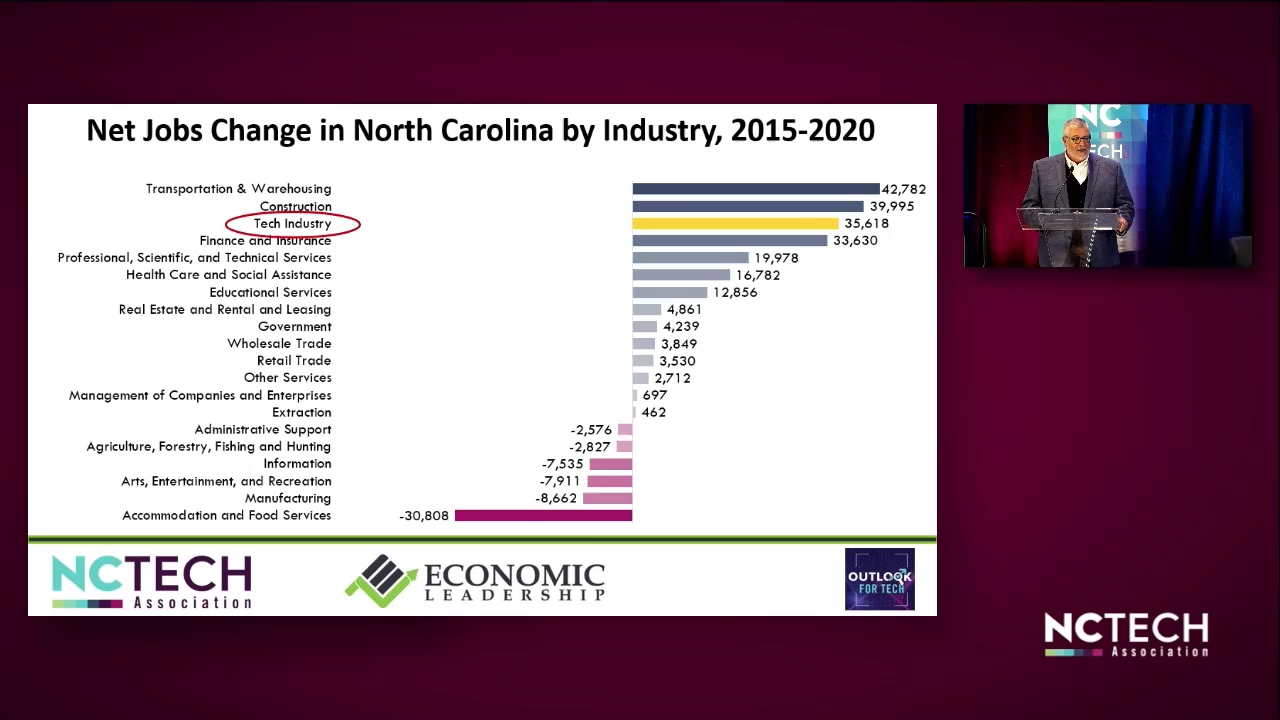 Net Jobs Change in North Carolina by Industry, 2015-2020
Transportation & Warehousing 42,782
Construction 39,995
Tech Industry 35,618
Finance and Insurance 33,630
Professional, Scientific, and Technical Services 19,978
Health Care and Social Assistance 16,782
Educational Services 12,856
Real Estate and Rental and Leasing 4,861
Government 4,239
Wholesale Trade 3,849
Retail Trade 3,530
Other Services 2,712
Management of Companies and Enterprises 697
Extraction 462
Administrative Support -2,576
Agriculture, Forestry, Fishing and Hunting -2,827
Information -7,535
Arts, Entertainment, and Recreation -7,911
Manufacturing -8,662
Accommodation and Food Services -30,808
NCTECH
Association
ECONOMIC
LEADERSHIP
OUTLOOK
FOR TECH
NC
TECH
NCTECH
Association